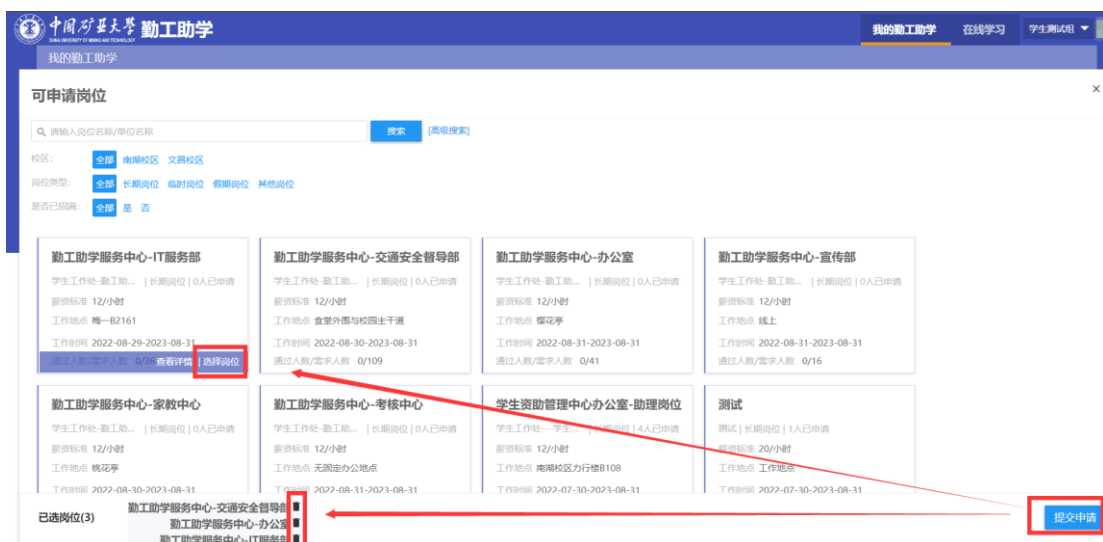 中国矿业大学 勤工助学
CHINA UNIVERSITY OF MINING AND TECHNOLOGY
我的勤工助学 在线学习 学生测试组
我的勤工助学
可申请岗位 ×
请输入岗位名称/单位名称 搜索 [高级搜索]
校区: 全部 南湖校区 文昌校区
岗位类型: 全部 长期岗位 临时岗位 假期岗位 其他岗位
是否已招满: 全部 是 否
勤工助学服务中心-IT服务部
学生工作处-勤工助... | 长期岗位 | 0人已申请
薪资标准 12/小时
工作地点 梅—B2161
工作时间 2022-08-29-2023-08-31
通过人数/需求人数 0/36 查看详情 | 选择岗位
勤工助学服务中心-交通安全督导部
学生工作处-勤工助... | 长期岗位 | 0人已申请
薪资标准 12/小时
工作地点 食堂外围与校园主干道
工作时间 2022-08-30-2023-08-31
通过人数/需求人数 0/109
勤工助学服务中心-办公室
学生工作处-勤工助... | 长期岗位 | 0人已申请
薪资标准 12/小时
工作地点 樱花亭
工作时间 2022-08-31-2023-08-31
通过人数/需求人数 0/41
勤工助学服务中心-宣传部
学生工作处-勤工助... | 长期岗位 | 0人已申请
薪资标准 12/小时
工作地点 线上
工作时间 2022-08-31-2023-08-31
通过人数/需求人数 0/16
勤工助学服务中心-家教中心
学生工作处-勤工助... | 长期岗位 | 0人已申请
薪资标准 12/小时
工作地点 桃花亭
工作时间 2022-08-30-2023-08-31
勤工助学服务中心-考核中心
学生工作处-勤工助... | 长期岗位 | 0人已申请
薪资标准 12/小时
工作地点 无固定办公地点
工作时间 2022-08-31-2023-08-31
学生资助管理中心办公室-助理岗位
学生工作处---学生... | 长期岗位 | 4人已申请
薪资标准 12/小时
工作地点 南湖校区力行楼B108
工作时间 2022-07-30-2023-08-31
测试
测试 | 长期岗位 | 1人已申请
薪资标准 20/小时
工作地点 工作地点
工作时间 2022-07-30-2023-08-31
已选岗位(3)
勤工助学服务中心-交通安全督导部
勤工助学服务中心-办公室
勤工助学服务中心-IT服务部
提交申请